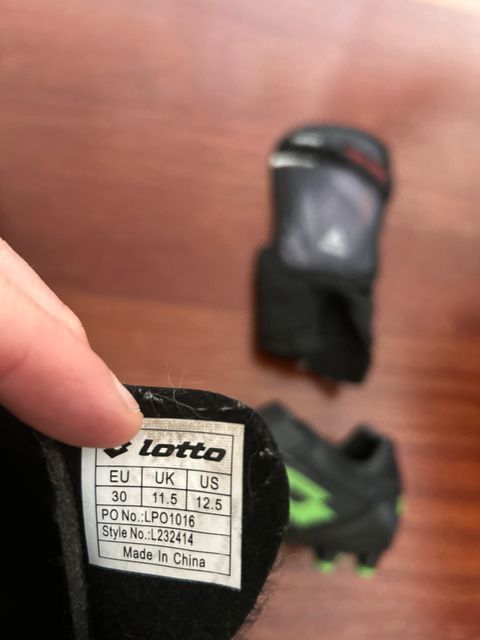 lotto
EU UK US
30 11.5 12.5
PO No.:LPO1016
Style No.:L232414
Made In China